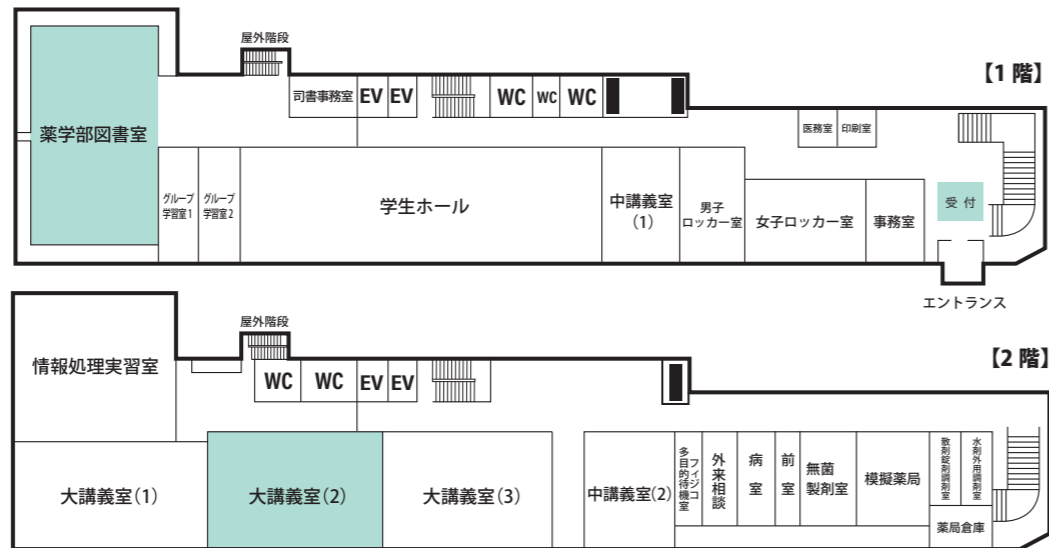 【1 階】
屋外階段
司書事務室
EV
EV
WC
WC
WC
薬学部図書室
医務室
印刷室
グループ
学習室1
グループ
学習室2
学生ホール
中講義室
(1)
男子
ロッカー室
女子ロッカー室
事務室
受 付
エントランス
【2 階】
屋外階段
情報処理実習室
WC
WC
EV
EV
大講義室(1)
大講義室(2)
大講義室(3)
中講義室(2)
フィジコ
多目的待機室
外来相談
病室
前室
無菌
製剤室
模擬薬局
散剤錠剤調剤室
水剤外用調剤室
薬局倉庫